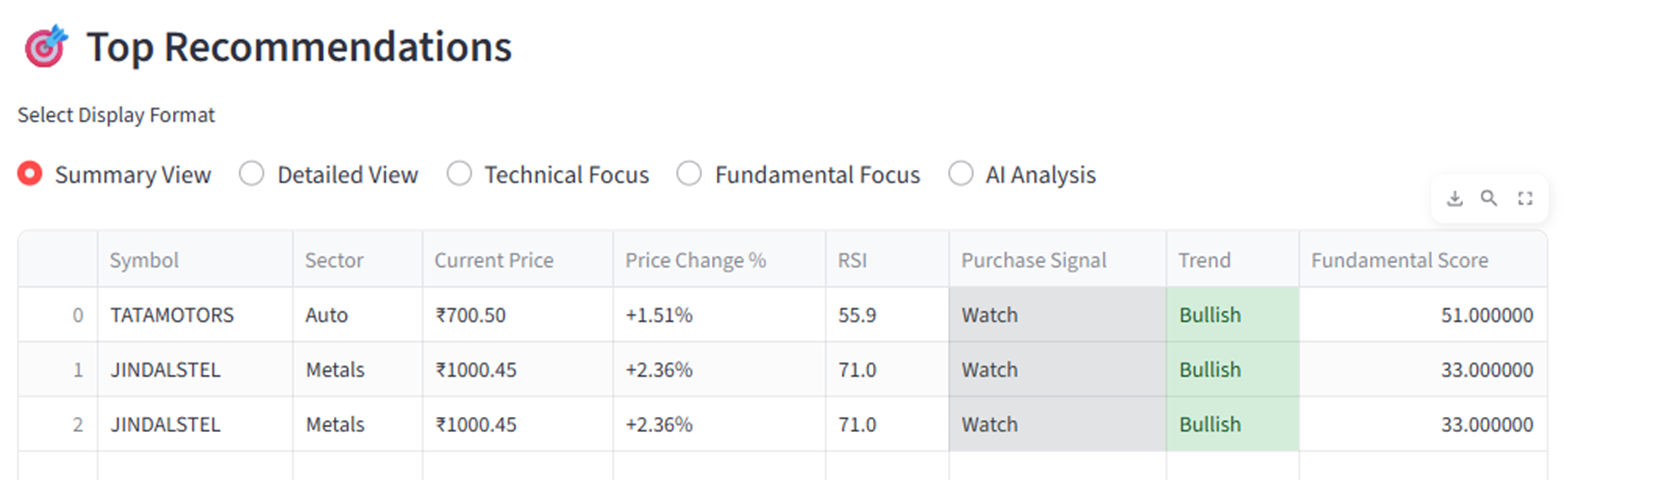 Top Recommendations
Select Display Format
Summary View Detailed View Technical Focus Fundamental Focus AI Analysis
Symbol Sector Current Price Price Change % RSI Purchase Signal Trend Fundamental Score
0 TATAMOTORS Auto ₹700.50 +1.51% 55.9 Watch Bullish 51.000000
1 JINDALSTEL Metals ₹1000.45 +2.36% 71.0 Watch Bullish 33.000000
2 JINDALSTEL Metals ₹1000.45 +2.36% 71.0 Watch Bullish 33.000000